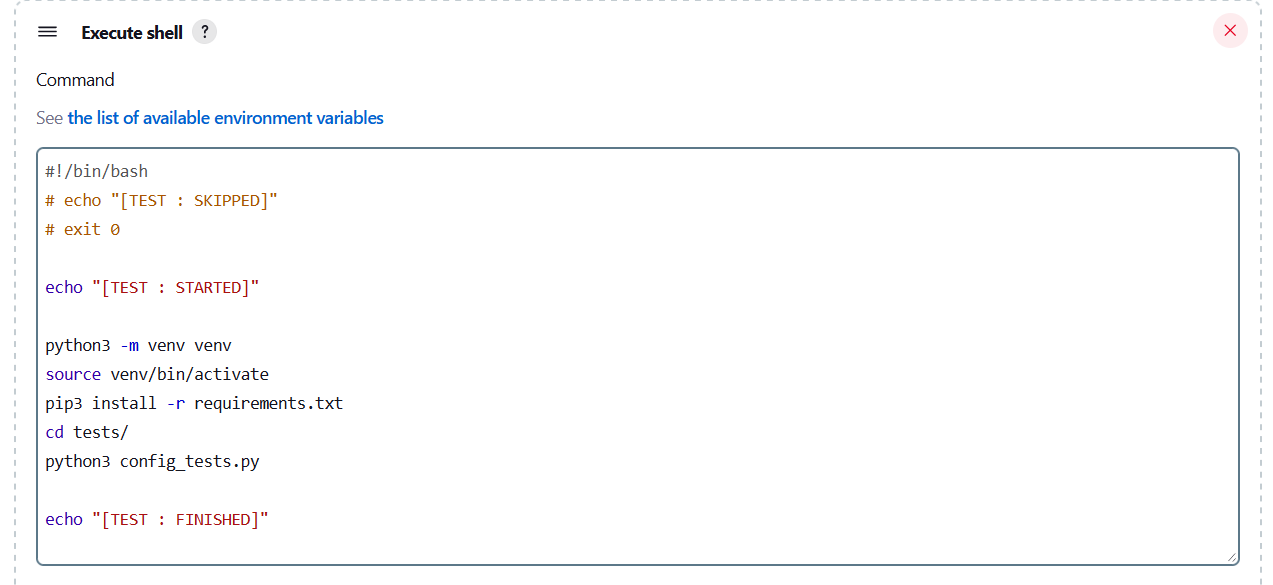 Execute shell ?
Command
See the list of available environment variables
#!/bin/bash
# echo "[TEST : SKIPPED]"
# exit 0
echo "[TEST : STARTED]"
python3 -m venv venv
source venv/bin/activate
pip3 install -r requirements.txt
cd tests/
python3 config_tests.py
echo "[TEST : FINISHED]"